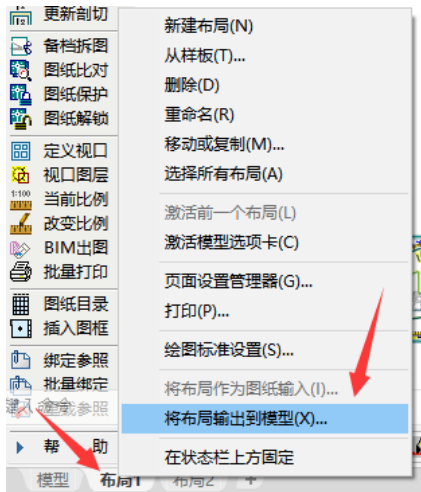 更新剖切
备档拆图
图纸比对
图纸保护
图纸解锁
定义视口
视口图层
1:100
当前比例
改变比例
BIM出图
批量打印
图纸目录
插入图框
绑定参照
批量绑定
重载参照
帮 助
新建布局(N)
从样板(T)...
删除(D)
重命名(R)
移动或复制(M)...
选择所有布局(A)
激活前一个布局(L)
激活模型选项卡(C)
页面设置管理器(G)...
打印(P)...
绘图标准设置(S)...
将布局作为图纸输入(I)...
将布局输出到模型(X)...
在状态栏上方固定
模型
布局1
布局2
+